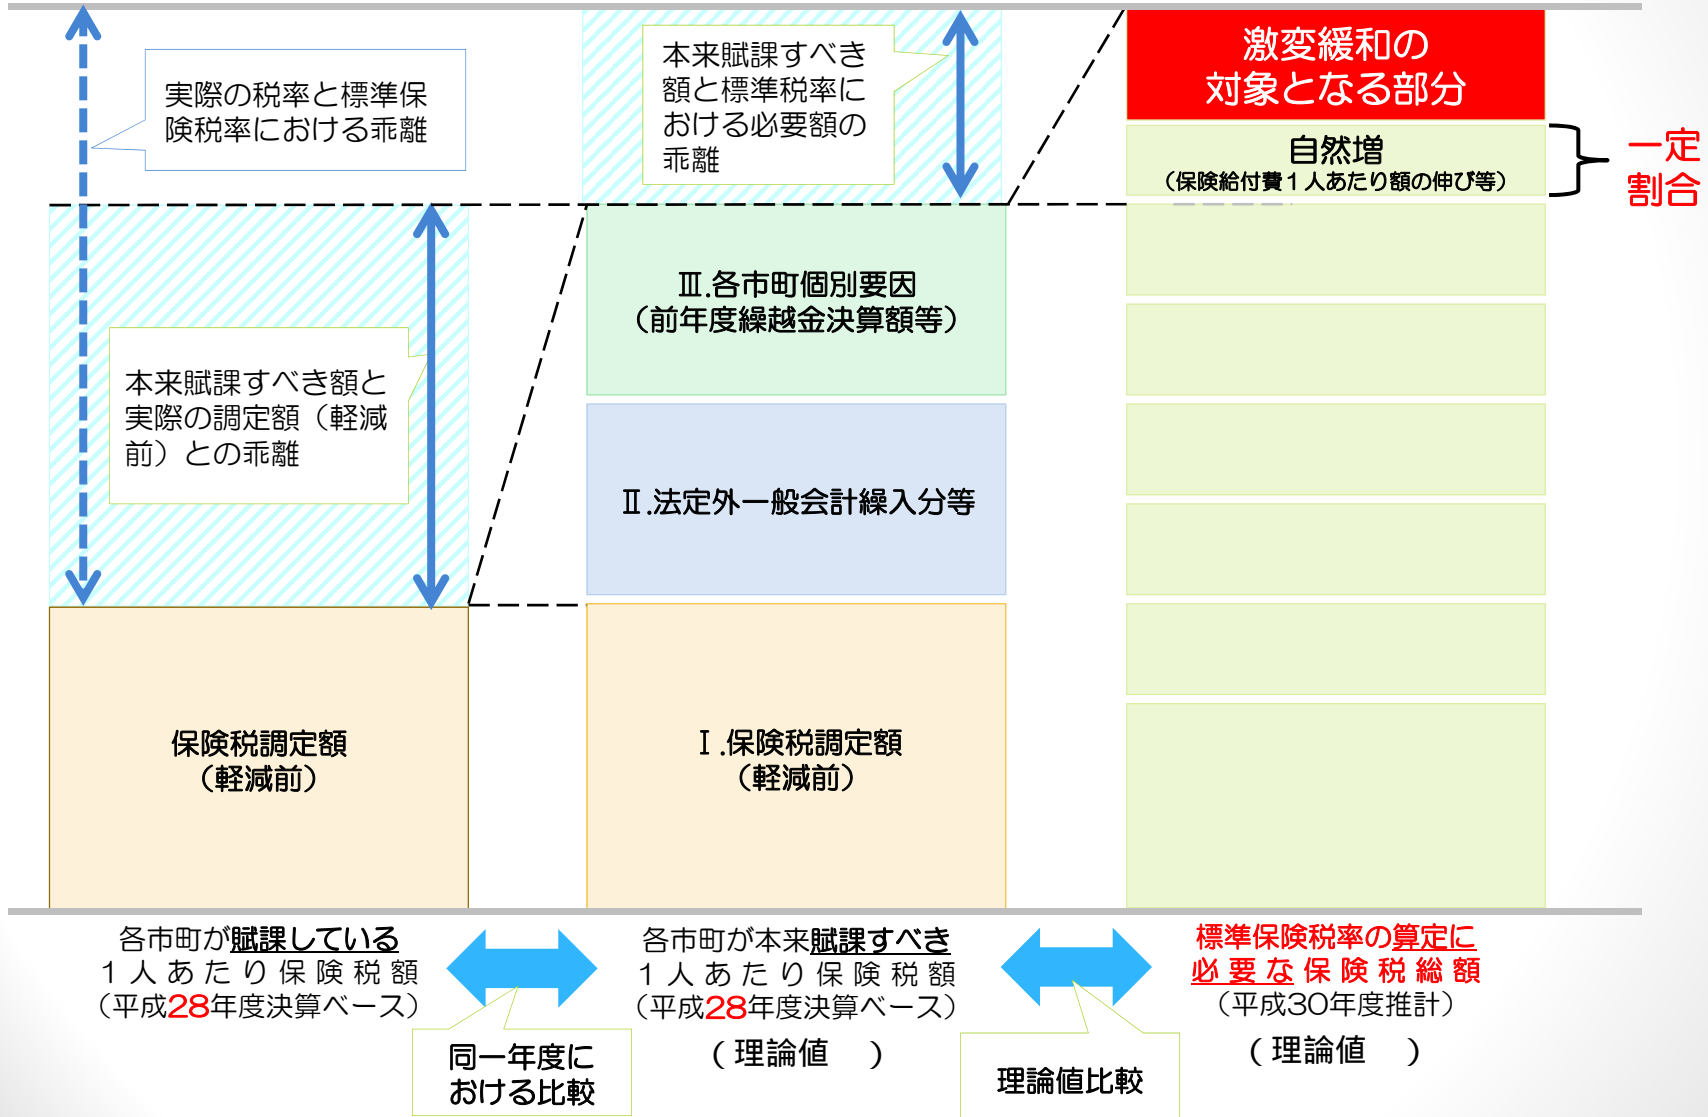 実際の税率と標準保
険税率における乖離
本来賦課すべき
額と標準税率に
おける必要額の
乖離
激変緩和の
対象となる部分
自然増
（保険給付費１人あたり額の伸び等）
一定
割合
本来賦課すべき額と
実際の調定額（軽減
前）との乖離
Ⅲ.各市町個別要因
（前年度繰越金決算額等）
Ⅱ.法定外一般会計繰入分等
保険税調定額
（軽減前）
Ⅰ.保険税調定額
（軽減前）
各市町が賦課している
１人あたり保険税額
（平成28年度決算ベース）
各市町が本来賦課すべき
１人あたり保険税額
（平成28年度決算ベース）
（理論値　）
標準保険税率の算定に
必要な保険税総額
（平成30年度推計）
（理論値　）
同一年度に
おける比較
理論値比較